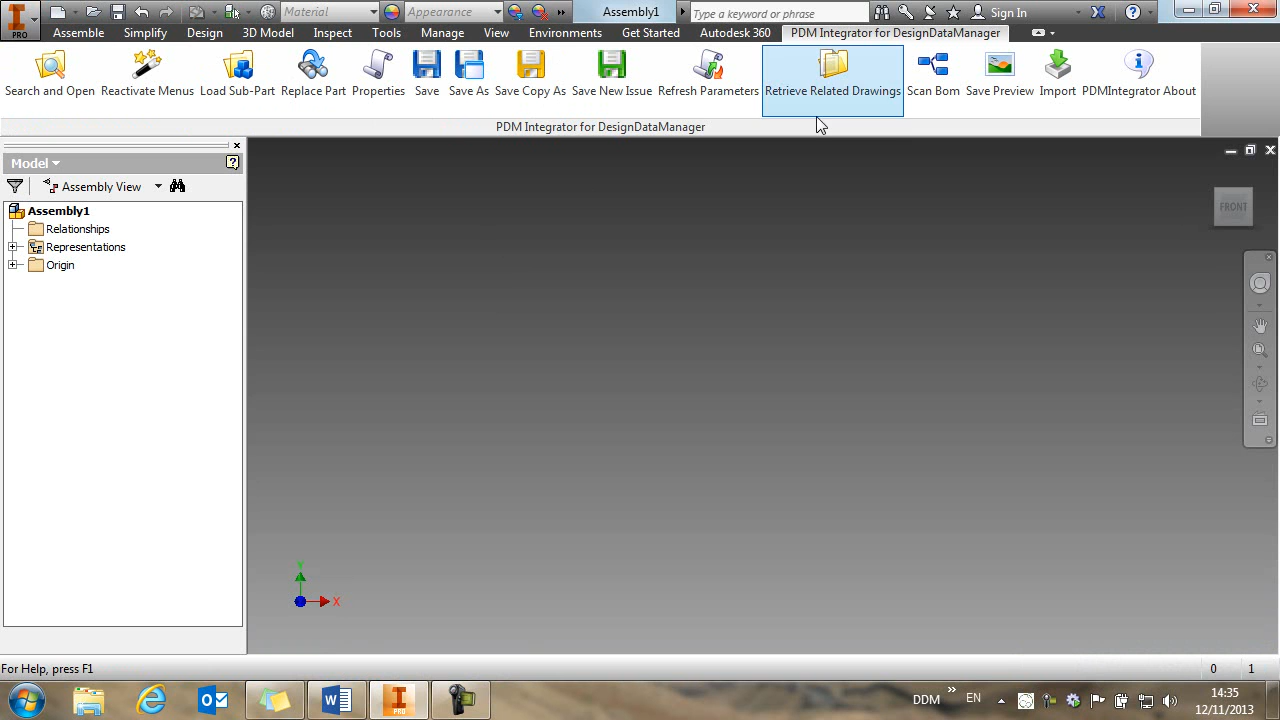 PRO
Material
Appearance
Assembly1
Type a keyword or phrase
Sign In
Assemble Simplify Design 3D Model Inspect Tools Manage View Environments Get Started Autodesk 360 PDM Integrator for DesignDataManager
Search and Open Reactivate Menus Load Sub-Part Replace Part Properties Save Save As Save Copy As Save New Issue Refresh Parameters Retrieve Related Drawings Scan Bom Save Preview Import PDMIntegrator About
PDM Integrator for DesignDataManager
Model
Assembly View
Assembly1
Relationships
Representations
Origin
FRONT
Y
X
For Help, press F1
0 1
PRO
DDM » EN
14:35
12/11/2013